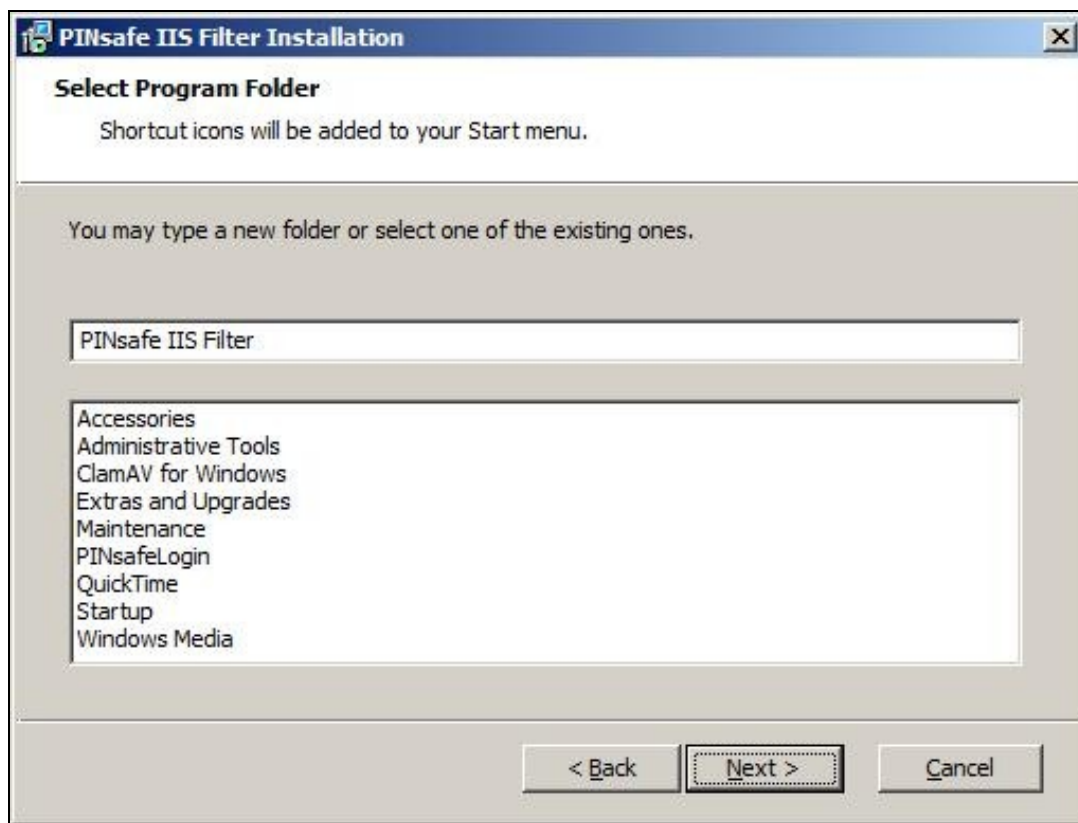 PINsafe IIS Filter Installation
Select Program Folder
Shortcut icons will be added to your Start menu.
You may type a new folder or select one of the existing ones.
PINsafe IIS Filter
Accessories
Administrative Tools
ClamAV for Windows
Extras and Upgrades
Maintenance
PINsafeLogin
QuickTime
Startup
Windows Media
< Back Next > Cancel